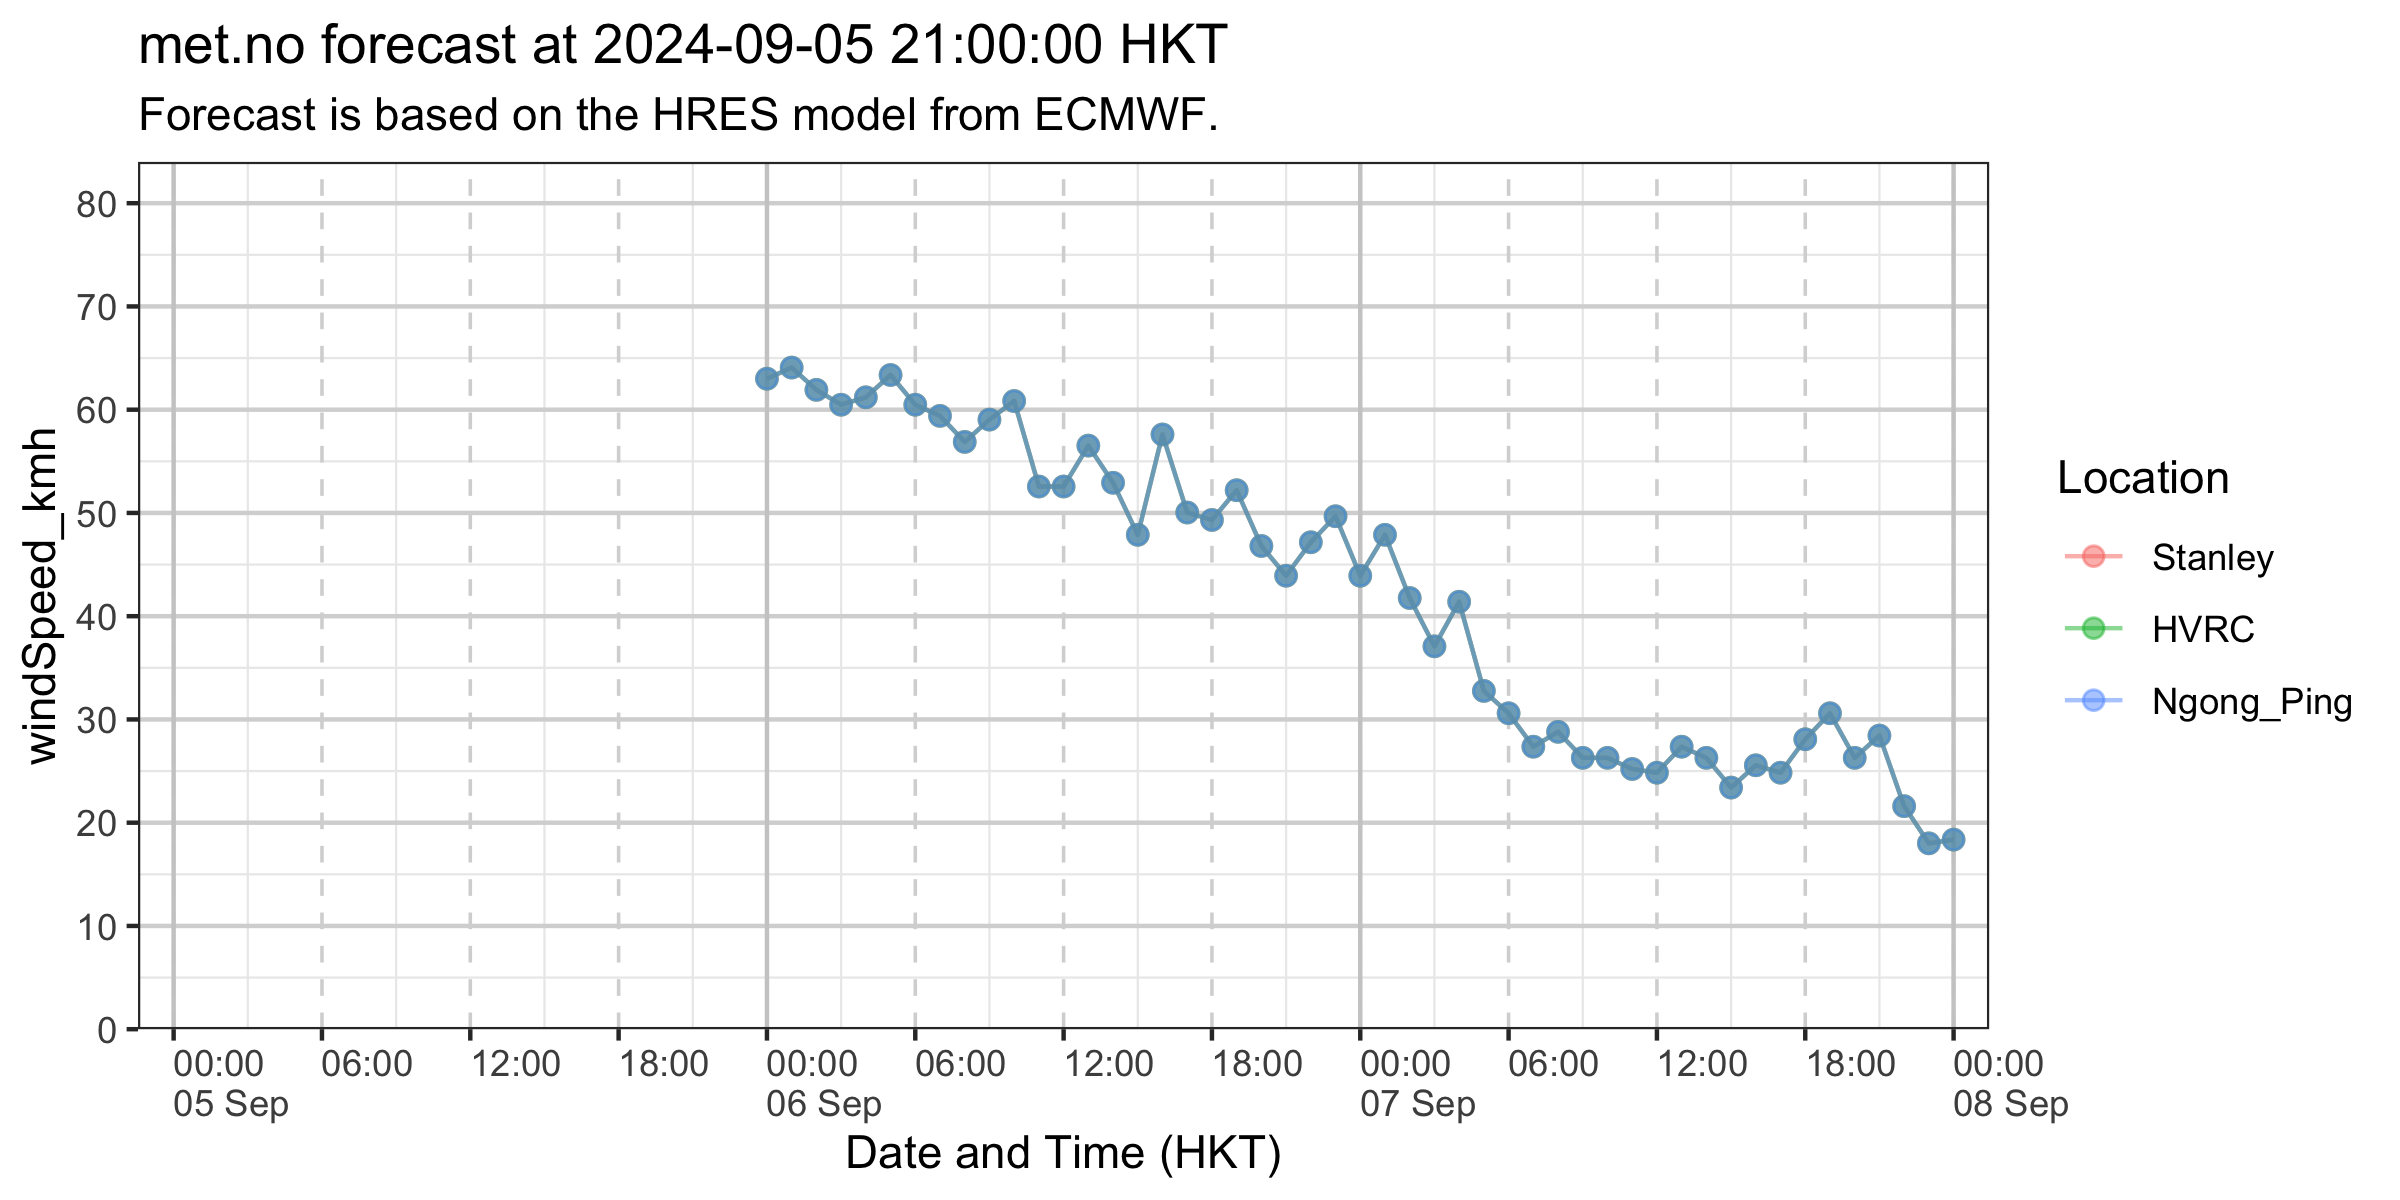 met.no forecast at 2024-09-05 21:00:00 HKT
Forecast is based on the HRES model from ECMWF.
windSpeed_kmh
80
70
60
50
40
30
20
10
0
00:00 06:00 12:00 18:00 00:00 06:00 12:00 18:00 00:00 06:00 12:00 18:00 00:00
05 Sep 06 Sep 07 Sep 08 Sep
Date and Time (HKT)
Location
Stanley
HVRC
Ngong_Ping